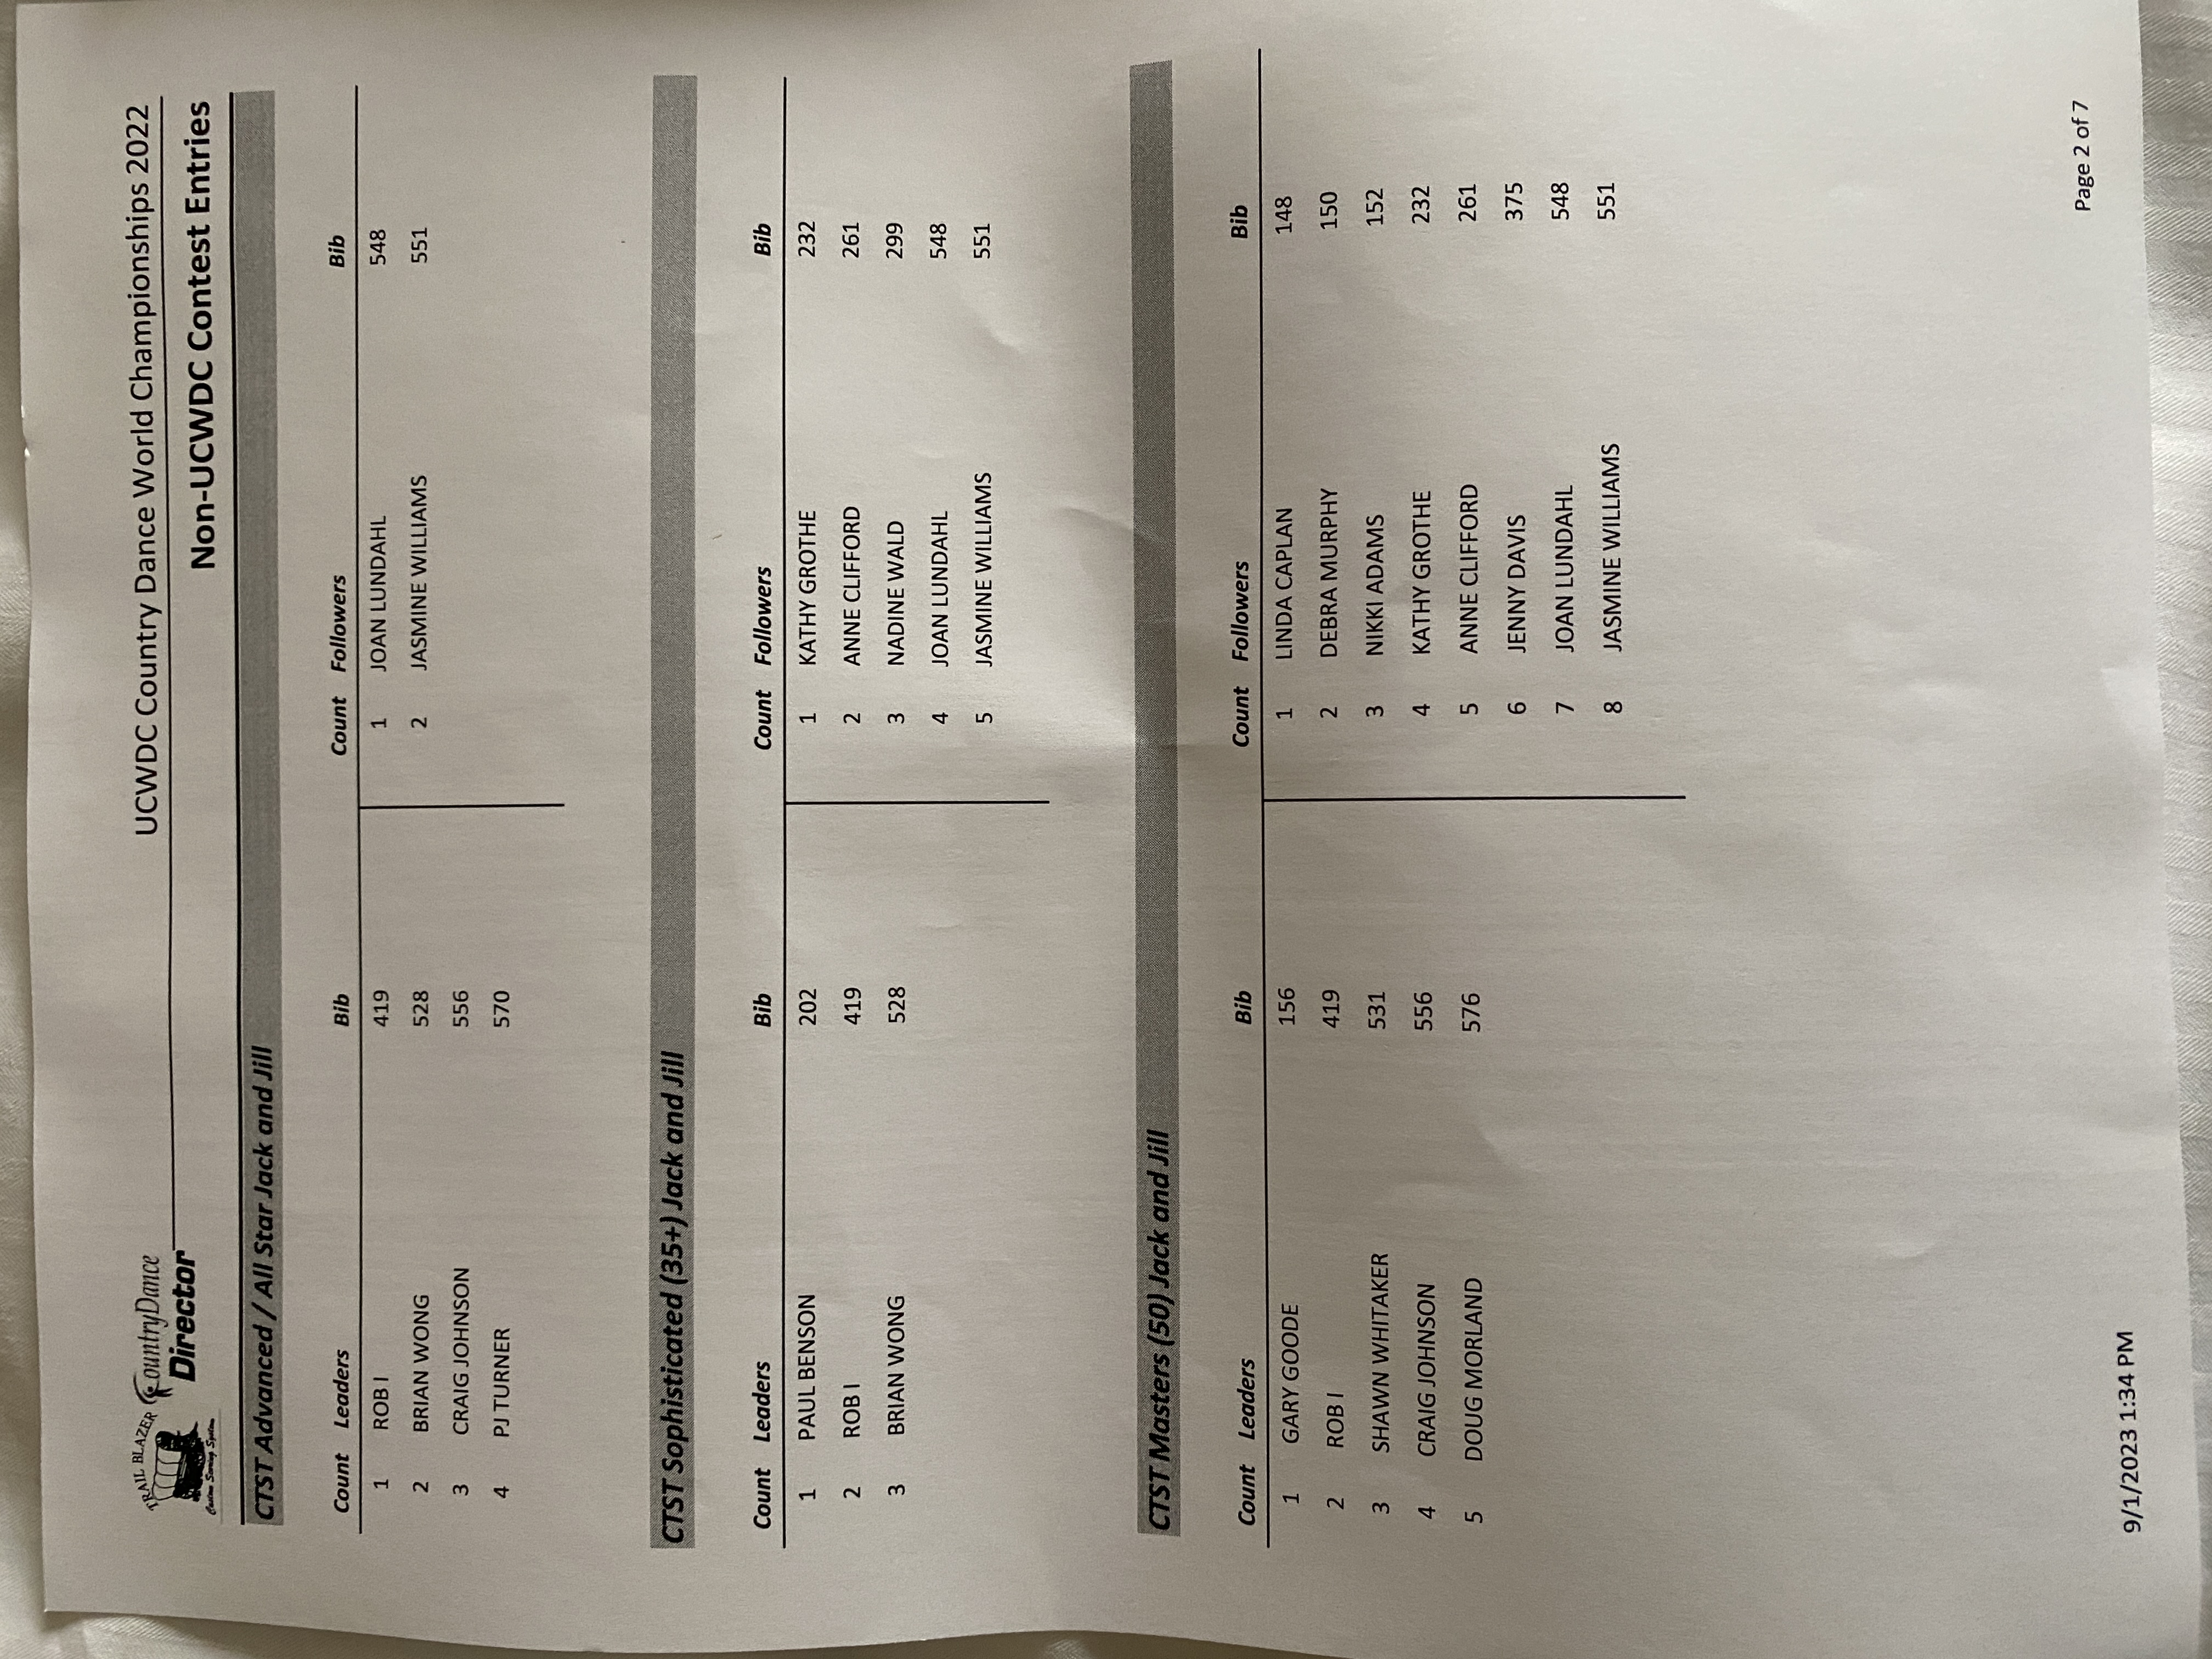 TRAIL BLAZER
Custom Scoring System
CountryDance
Director
UCWDC Country Dance World Championships 2022
Non-UCWDC Contest Entries
CTST Advanced / All Star Jack and Jill
Count Leaders Bib Count Followers Bib
1 ROB I 419 1 JOAN LUNDAHL 548
2 BRIAN WONG 528 2 JASMINE WILLIAMS 551
3 CRAIG JOHNSON 556
4 PJ TURNER 570
CTST Sophisticated (35+) Jack and Jill
Count Leaders Bib Count Followers Bib
1 PAUL BENSON 202 1 KATHY GROTHE 232
2 ROB I 419 2 ANNE CLIFFORD 261
3 BRIAN WONG 528 3 NADINE WALD 299
4 JOAN LUNDAHL 548
5 JASMINE WILLIAMS 551
CTST Masters (50) Jack and Jill
Count Leaders Bib Count Followers Bib
1 GARY GOODE 156 1 LINDA CAPLAN 148
2 ROB I 419 2 DEBRA MURPHY 150
3 SHAWN WHITAKER 531 3 NIKKI ADAMS 152
4 CRAIG JOHNSON 556 4 KATHY GROTHE 232
5 DOUG MORLAND 576 5 ANNE CLIFFORD 261
6 JENNY DAVIS 375
7 JOAN LUNDAHL 548
8 JASMINE WILLIAMS 551
Page 2 of 7
9/1/2023 1:34 PM